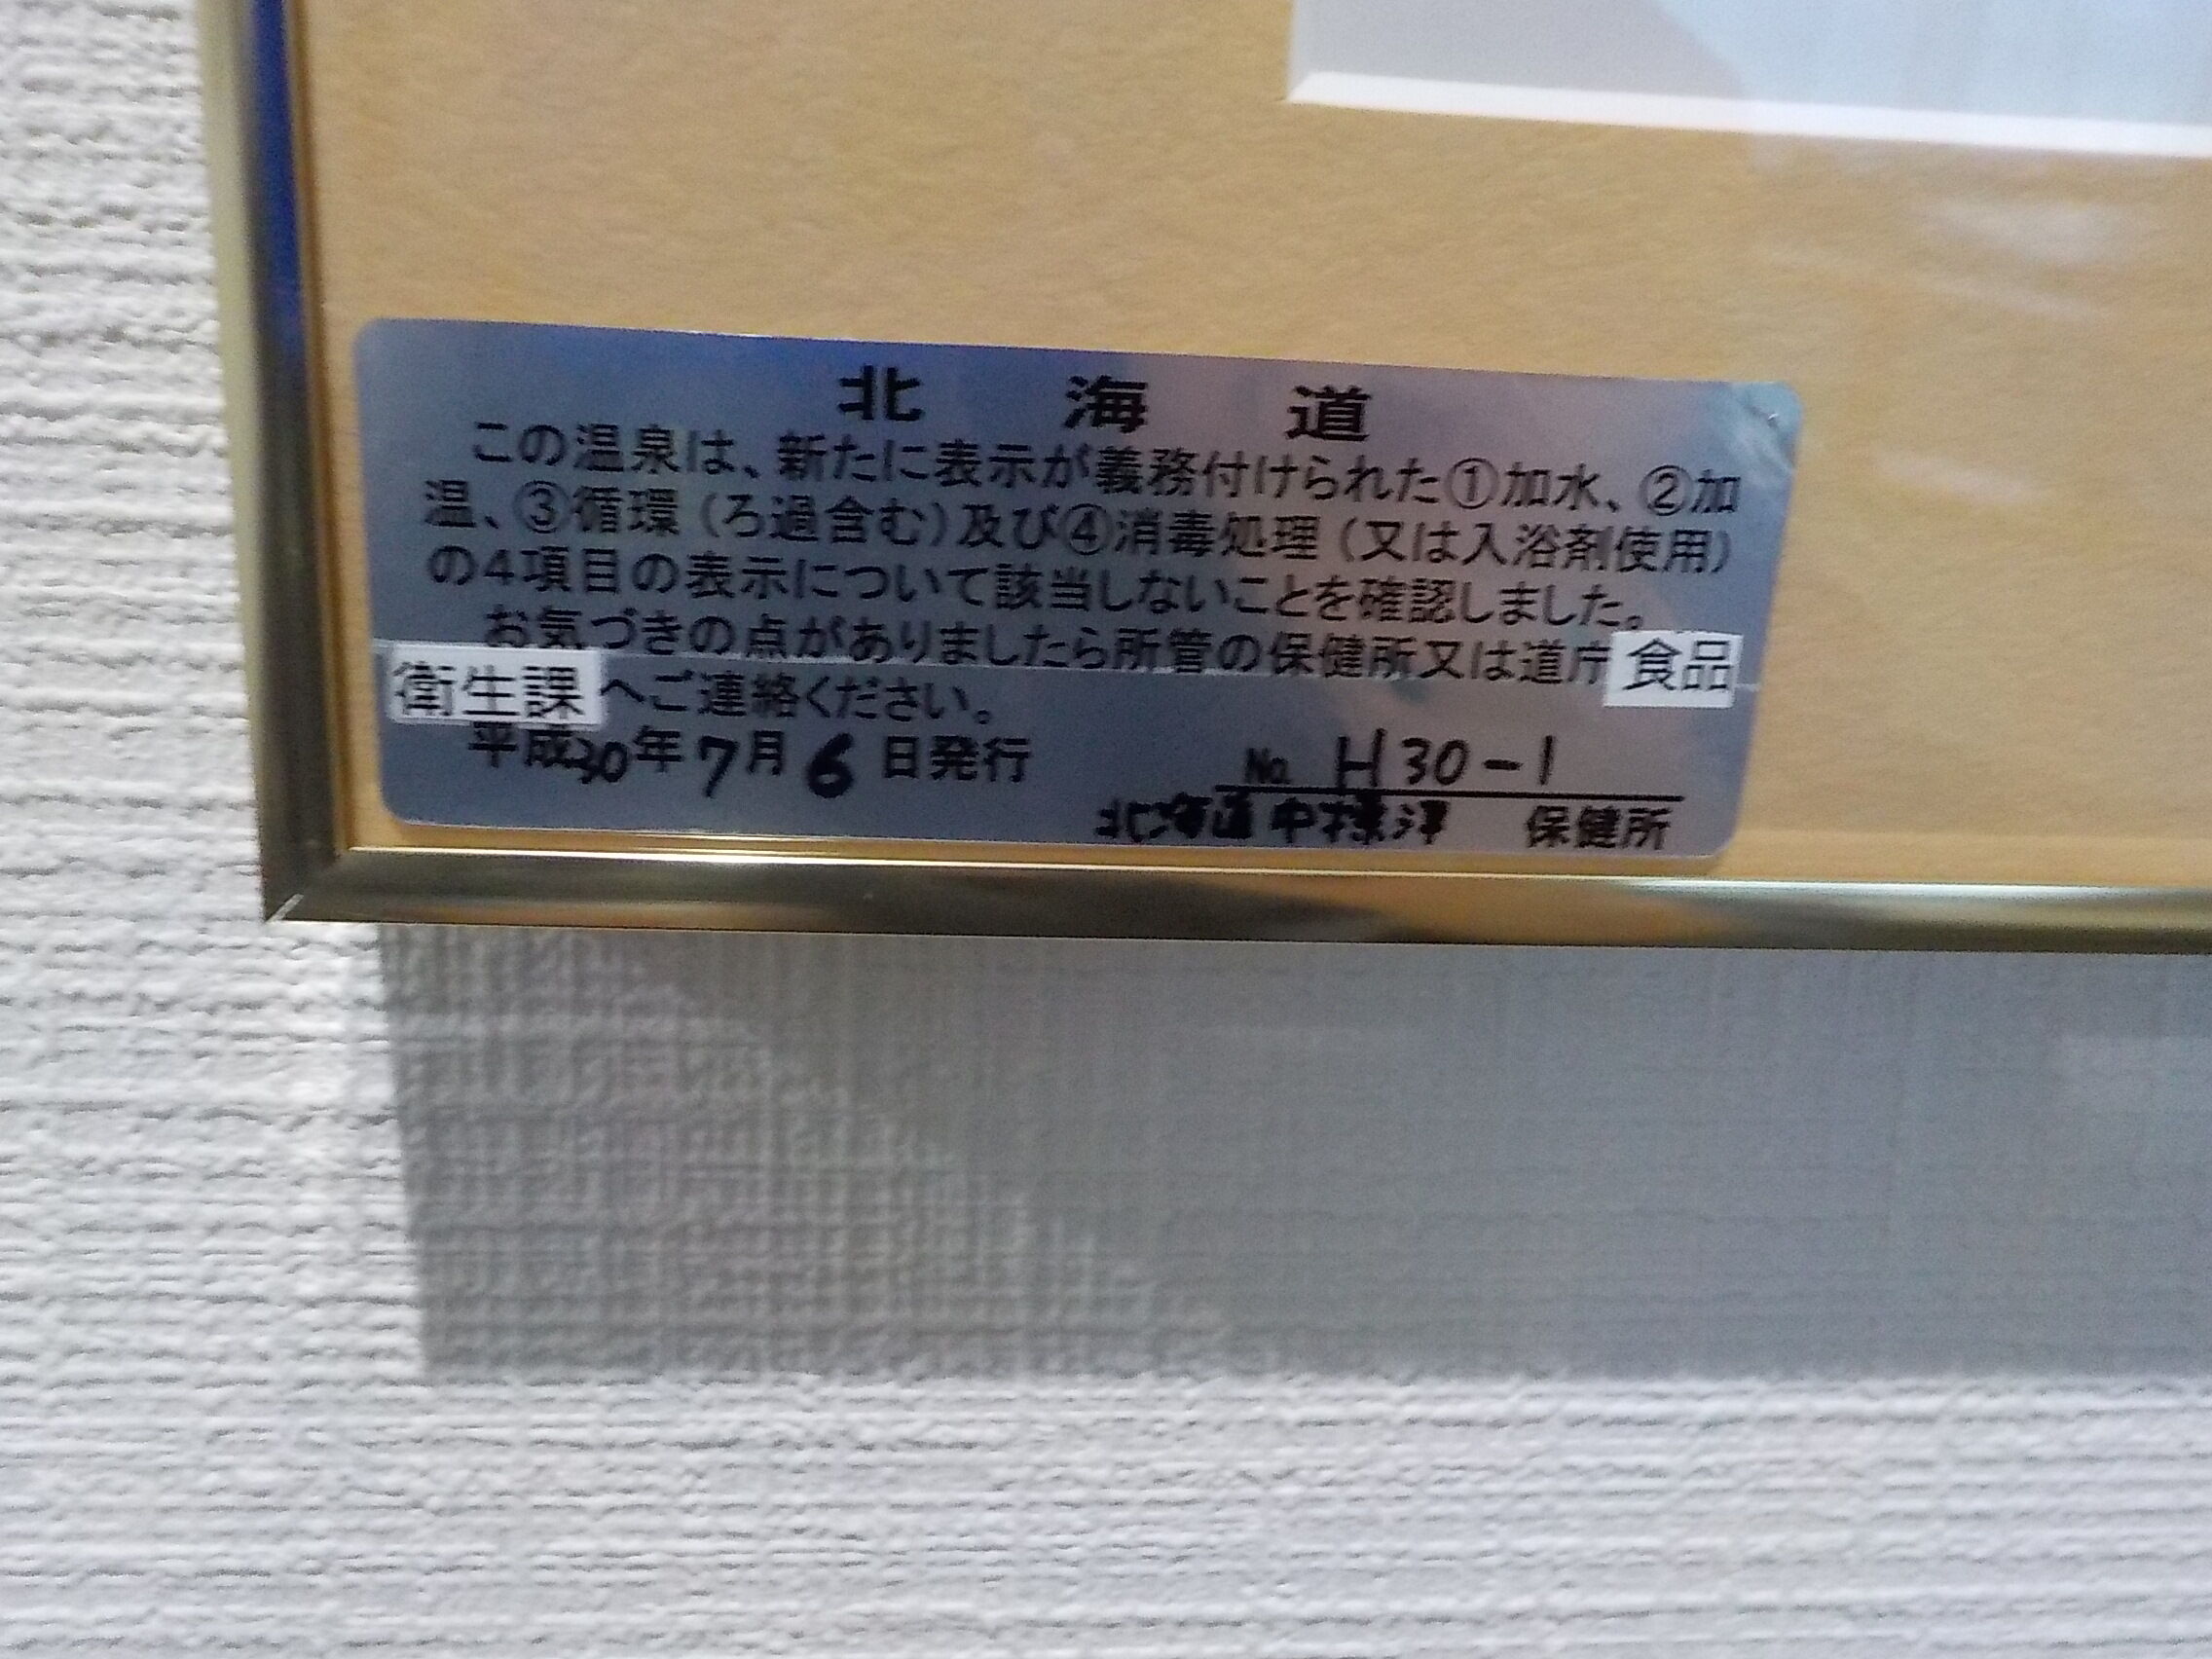 北海道
この温泉は、新たに表示が義務付けられた①加水、②加
温、③循環（ろ過含む）及び④消毒処理（又は入浴剤使用）
の4項目の表示について該当しないことを確認しました。
お気づきの点がありましたら所管の保健所又は道庁食品
衛生課へご連絡ください。
平成30年7月6日発行
No. H30-1
北海道中標津 保健所